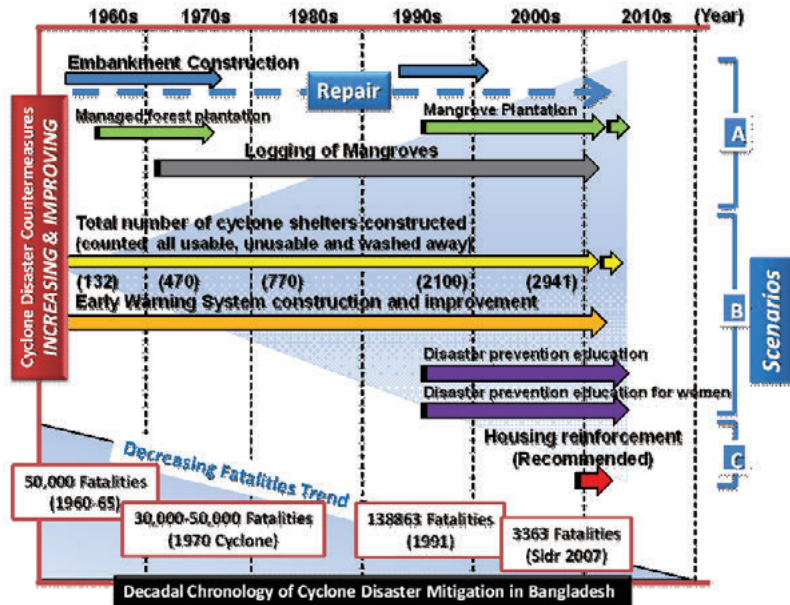 1960s 1970s 1980s 1990s 2000s 2010s (Year)
Embankment Construction
Repair
Managed forest plantation
Mangrove Plantation
Logging of Mangroves
A
Cyclone Disaster Countermeasures
INCREASING & IMPROVING
Total number of cyclone shelters constructed
(counted all usable, unusable and washed away)
(132) (470) (770) (2100) (2941)
Early Warning System construction and improvement
B
Scenarios
Disaster prevention education
Disaster prevention education for women
Housing reinforcement
(Recommended)
C
Decreasing Fatalities Trend
50,000 Fatalities
(1960-65)
30,000-50,000 Fatalities
(1970 Cyclone)
138863 Fatalities
(1991)
3363 Fatalities
(Sidr 2007)
Decadal Chronology of Cyclone Disaster Mitigation in Bangladesh